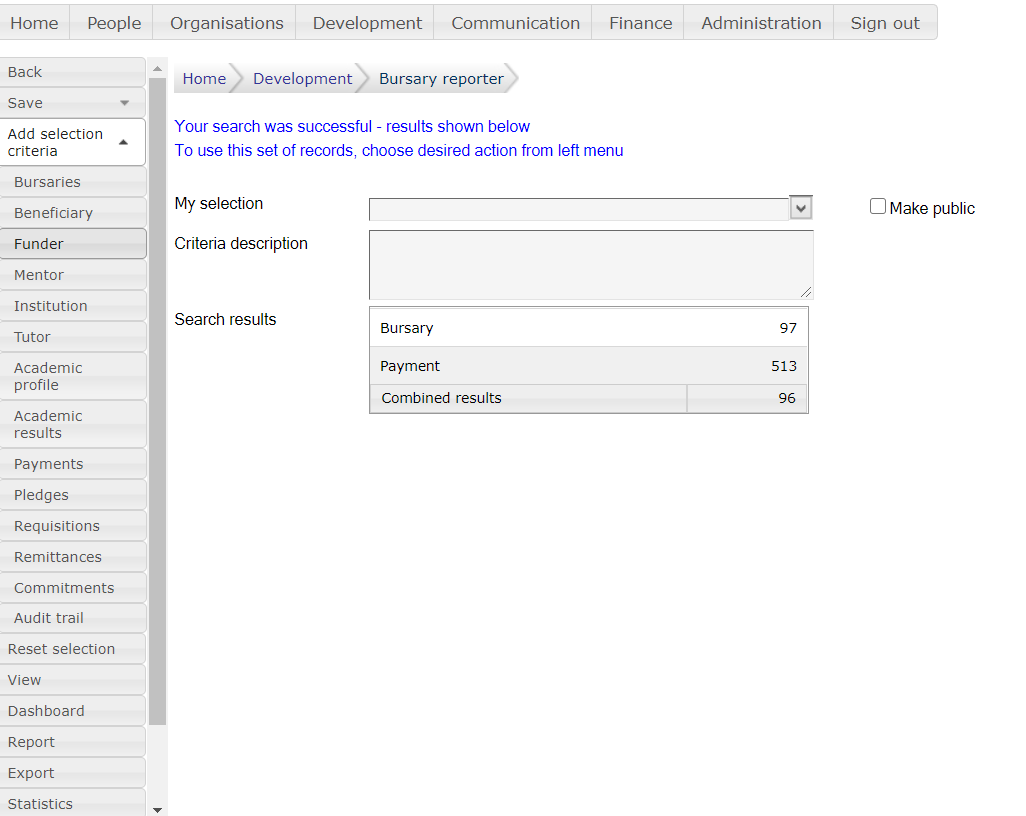 Home People Organisations Development Communication Finance Administration Sign out
Back
Save
Add selection
criteria
Bursaries
Beneficiary
Funder
Mentor
Institution
Tutor
Academic
profile
Academic
results
Payments
Pledges
Requisitions
Remittances
Commitments
Audit trail
Reset selection
View
Dashboard
Report
Export
Statistics
Home Development Bursary reporter
Your search was successful - results shown below
To use this set of records, choose desired action from left menu
My selection
Make public
Criteria description
Search results
Bursary 97
Payment 513
Combined results 96